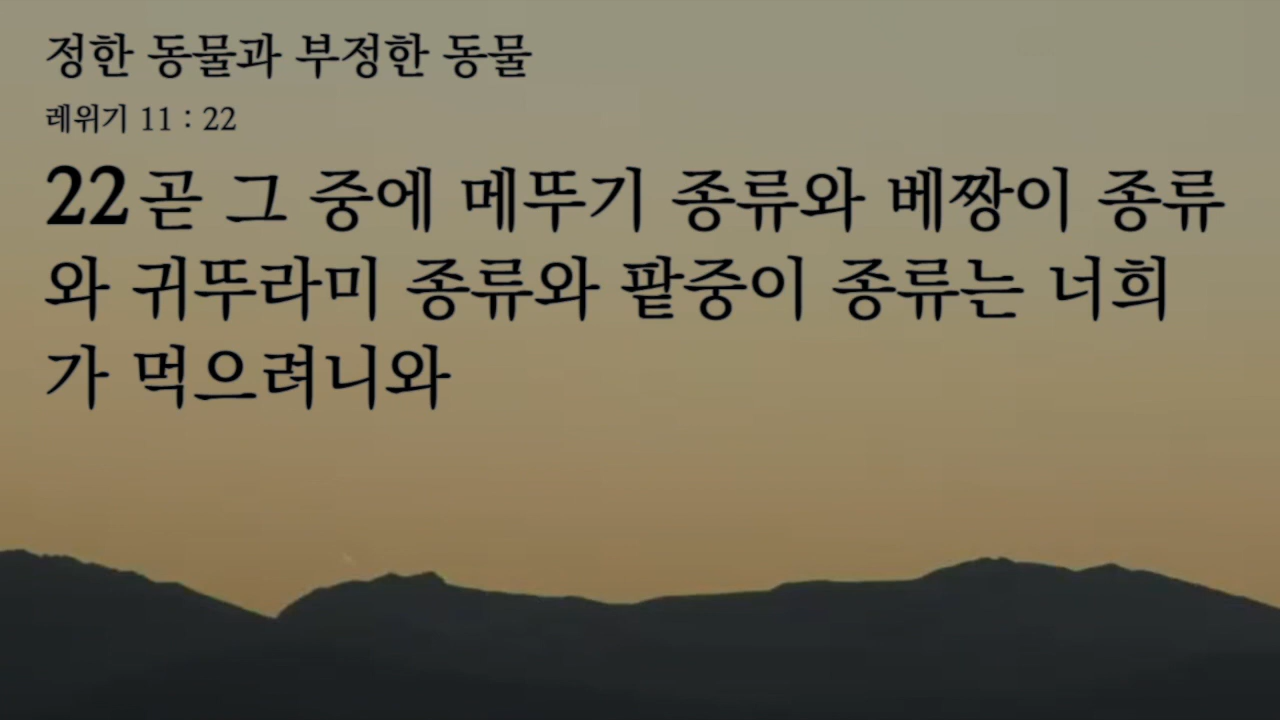 정한 동물과 부정한 동물
레위기 11 : 22
22곧 그 중에 메뚜기 종류와 베짱이 종류
와 귀뚜라미 종류와 팥중이 종류는 너희
가 먹으려니와